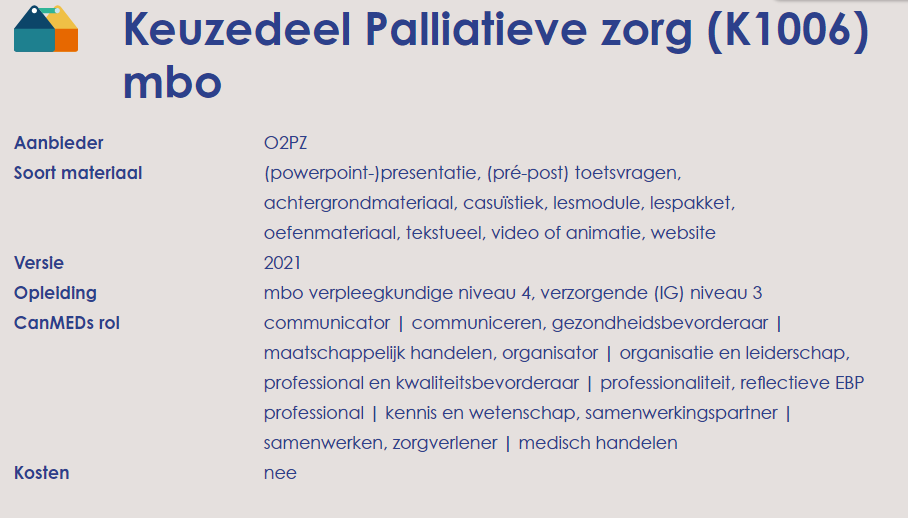 Keuzedeel Palliatieve zorg (K1006)
mbo
Aanbieder O2PZ
Soort materiaal (powerpoint-)presentatie, (pré-post) toetsvragen,
achtergrondmateriaal, casuïstiek, lesmodule, lespakket,
oefenmateriaal, tekstueel, video of animatie, website
Versie 2021
Opleiding mbo verpleegkundige niveau 4, verzorgende (IG) niveau 3
CanMEDs rol communicator | communiceren, gezondheidsbevorderaar |
maatschappelijk handelen, organisator | organisatie en leiderschap,
professional en kwaliteitsbevorderaar | professionaliteit, reflectieve EBP
professional | kennis en wetenschap, samenwerkingspartner |
samenwerken, zorgverlener | medisch handelen
Kosten nee